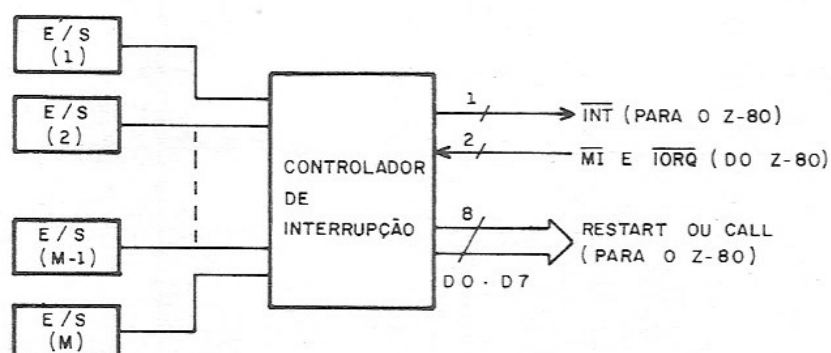 E/S
(1)
E/S
(2)
E/S
(M-1)
E/S
(M)
CONTROLADOR
DE
INTERRUPÇÃO
1
INT (PARA O Z-80)
2
MI E IORQ (DO Z-80)
8
RESTART OU CALL
(PARA O Z-80)
D0 - D7